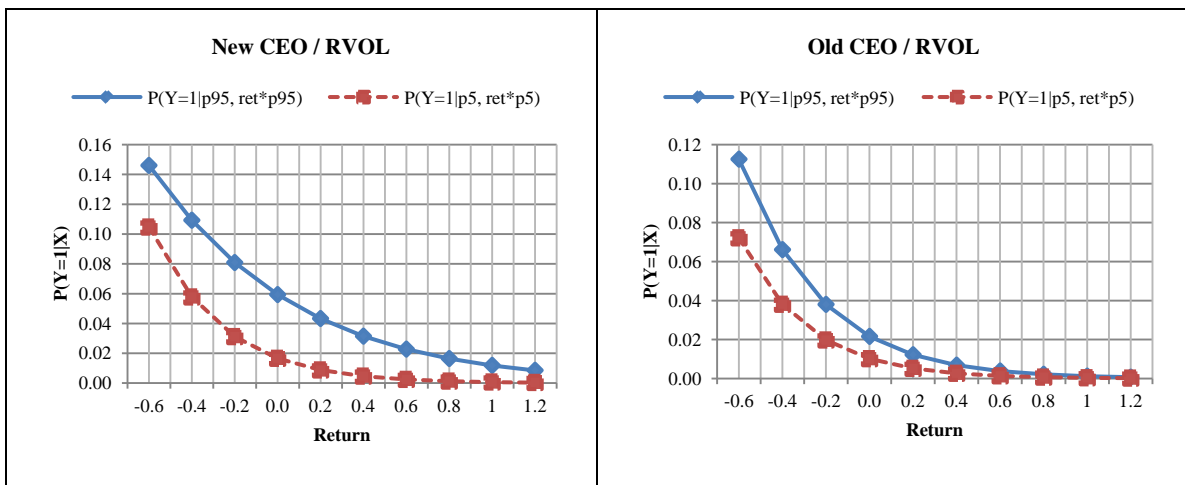 New CEO / RVOL
P(Y=1|p95, ret*p95) P(Y=1|p5, ret*p5)
P(Y=1|X)
0.16
0.14
0.12
0.10
0.08
0.06
0.04
0.02
0.00
-0.6 -0.4 -0.2 0.0 0.2 0.4 0.6 0.8 1.0 1.2
Return
Old CEO / RVOL
P(Y=1|p95, ret*p95) P(Y=1|p5, ret*p5)
P(Y=1|X)
0.12
0.10
0.08
0.06
0.04
0.02
0.00
-0.6 -0.4 -0.2 0.0 0.2 0.4 0.6 0.8 1 1.2
Return